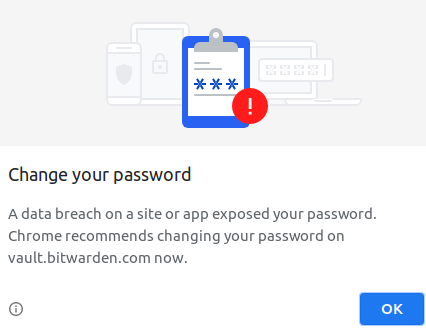 Change your password
A data breach on a site or app exposed your password.
Chrome recommends changing your password on
vault.bitwarden.com now.
OK